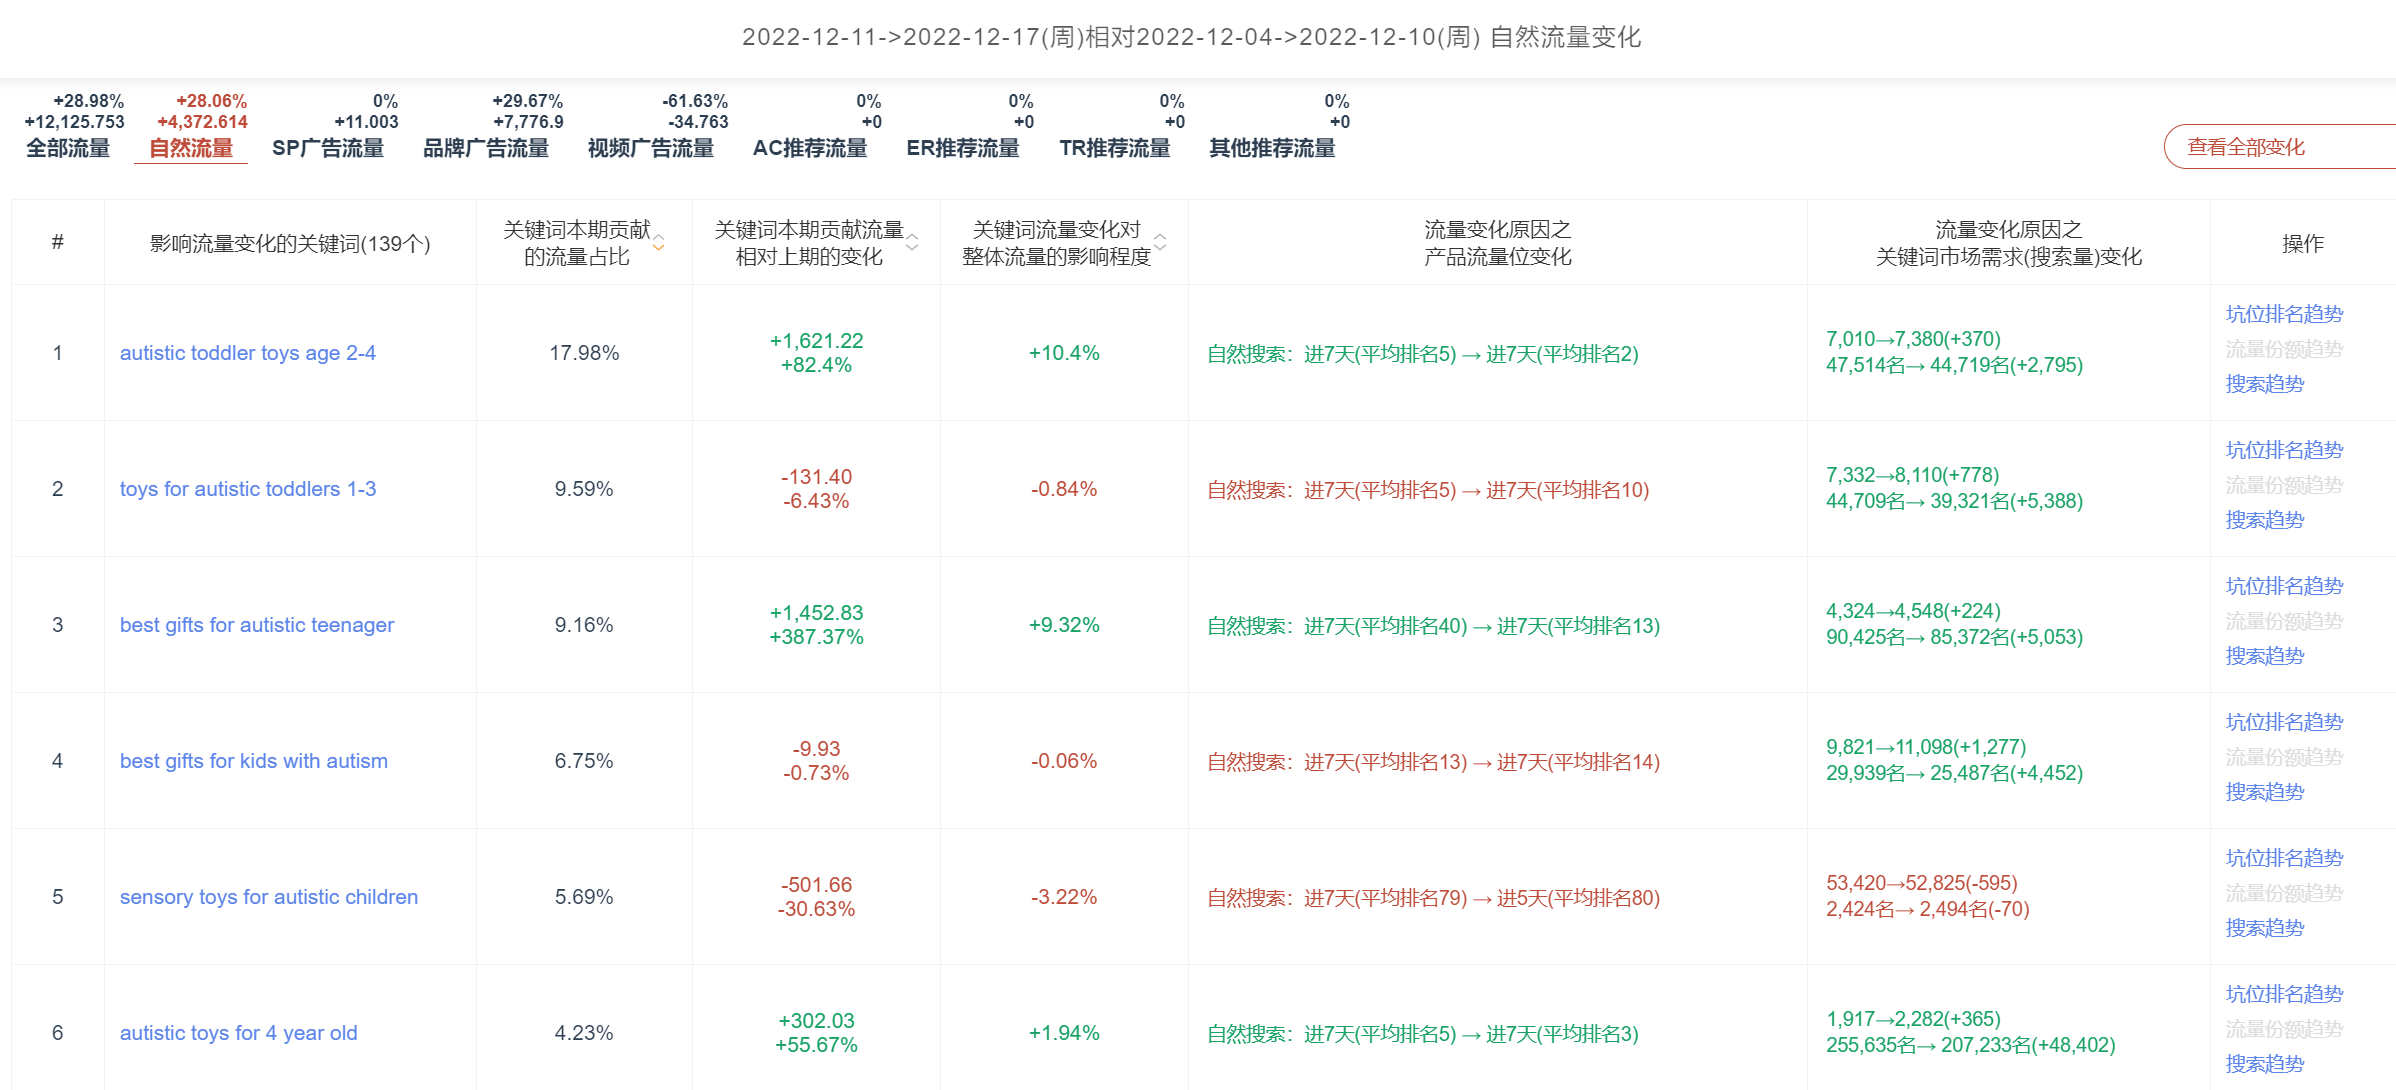 2022-12-11->2022-12-17(周)相对2022-12-04->2022-12-10(周) 自然流量变化
+28.98% +28.06% 0% +29.67% -61.63% 0% 0% 0% 0%
+12,125.753 +4,372.614 +11.003 +7,776.9 -34.763 +0 +0 +0 +0
全部流量 自然流量 SP广告流量 品牌广告流量 视频广告流量 AC推荐流量 ER推荐流量 TR推荐流量 其他推荐流量
查看全部变化
#
影响流量变化的关键词(139个)
关键词本期贡献
的流量占比
关键词本期贡献流量
相对上期的变化
关键词流量变化对
整体流量的影响程度
流量变化原因之
产品流量位变化
流量变化原因之
关键词市场需求(搜索量)变化
操作
1
autistic toddler toys age 2-4
17.98%
+1,621.22
+82.4%
+10.4%
自然搜索：进7天(平均排名5) → 进7天(平均排名2)
7,010→7,380(+370)
47,514名→ 44,719名(+2,795)
坑位排名趋势
流量份额趋势
搜索趋势
2
toys for autistic toddlers 1-3
9.59%
-131.40
-6.43%
-0.84%
自然搜索：进7天(平均排名5) → 进7天(平均排名10)
7,332→8,110(+778)
44,709名→ 39,321名(+5,388)
坑位排名趋势
流量份额趋势
搜索趋势
3
best gifts for autistic teenager
9.16%
+1,452.83
+387.37%
+9.32%
自然搜索：进7天(平均排名40) → 进7天(平均排名13)
4,324→4,548(+224)
90,425名→ 85,372名(+5,053)
坑位排名趋势
流量份额趋势
搜索趋势
4
best gifts for kids with autism
6.75%
-9.93
-0.73%
-0.06%
自然搜索：进7天(平均排名13) → 进7天(平均排名14)
9,821→11,098(+1,277)
29,939名→ 25,487名(+4,452)
坑位排名趋势
流量份额趋势
搜索趋势
5
sensory toys for autistic children
5.69%
-501.66
-30.63%
-3.22%
自然搜索：进7天(平均排名79) → 进5天(平均排名80)
53,420→52,825(-595)
2,424名→ 2,494名(-70)
坑位排名趋势
流量份额趋势
搜索趋势
6
autistic toys for 4 year old
4.23%
+302.03
+55.67%
+1.94%
自然搜索：进7天(平均排名5) → 进7天(平均排名3)
1,917→2,282(+365)
255,635名→ 207,233名(+48,402)
坑位排名趋势
流量份额趋势
搜索趋势